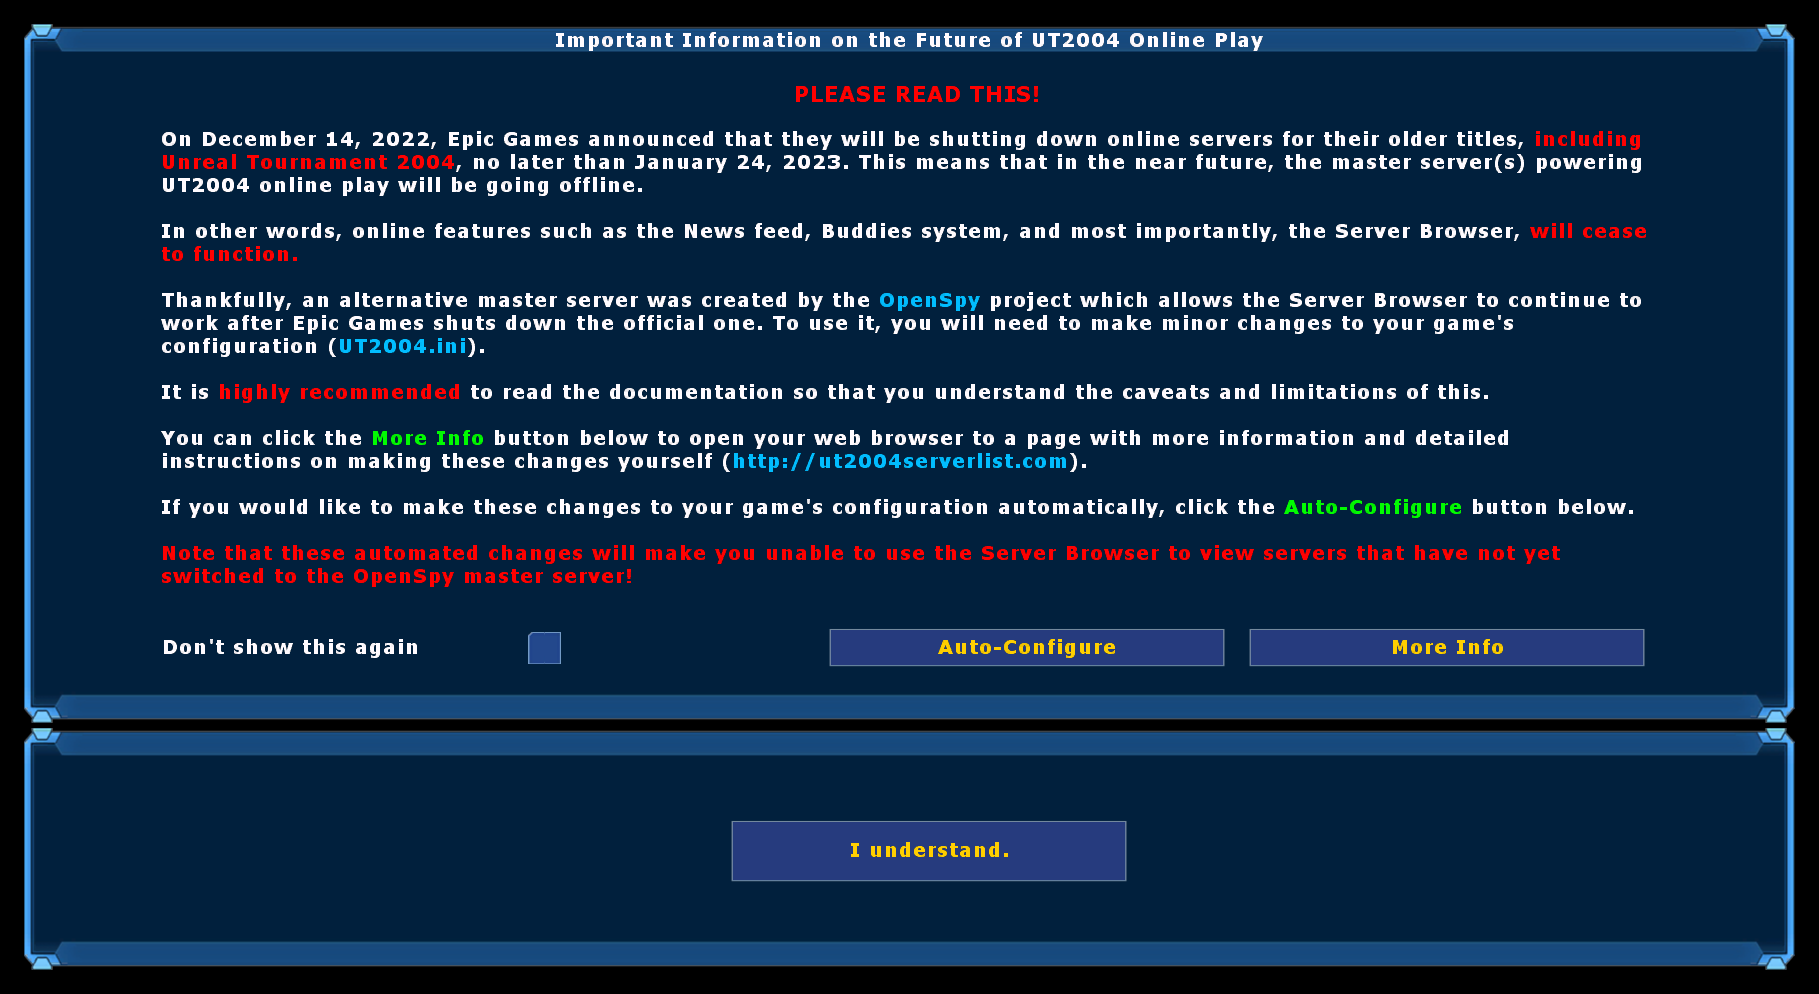 Important Information on the Future of UT2004 Online Play
PLEASE READ THIS!
On December 14, 2022, Epic Games announced that they will be shutting down online servers for their older titles, including
Unreal Tournament 2004, no later than January 24, 2023. This means that in the near future, the master server(s) powering
UT2004 online play will be going offline.
In other words, online features such as the News feed, Buddies system, and most importantly, the Server Browser, will cease
to function.
Thankfully, an alternative master server was created by the OpenSpy project which allows the Server Browser to continue to
work after Epic Games shuts down the official one. To use it, you will need to make minor changes to your game's
configuration (UT2004.ini).
It is highly recommended to read the documentation so that you understand the caveats and limitations of this.
You can click the More Info button below to open your web browser to a page with more information and detailed
instructions on making these changes yourself (http://ut2004serverlist.com).
If you would like to make these changes to your game's configuration automatically, click the Auto-Configure button below.
Note that these automated changes will make you unable to use the Server Browser to view servers that have not yet
switched to the OpenSpy master server!
Don't show this again
Auto-Configure
More Info
I understand.